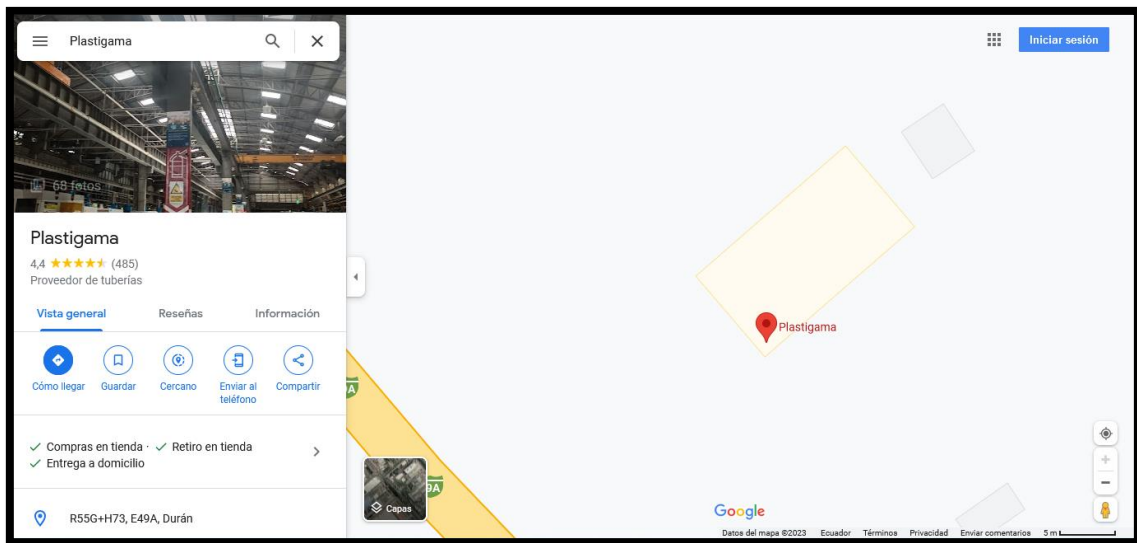 Plastigama
Iniciar sesión
68 fotos
Plastigama
4,4 (485)
Proveedor de tuberías
Vista general Reseñas Información
Cómo llegar Guardar Cercano Enviar al teléfono Compartir
Compras en tienda · Retiro en tienda
Entrega a domicilio
R55G+H73, E49A, Durán
Plastigama
Capas
Google
Datos del mapa ©2023 Ecuador Términos Privacidad Enviar comentarios 5 m